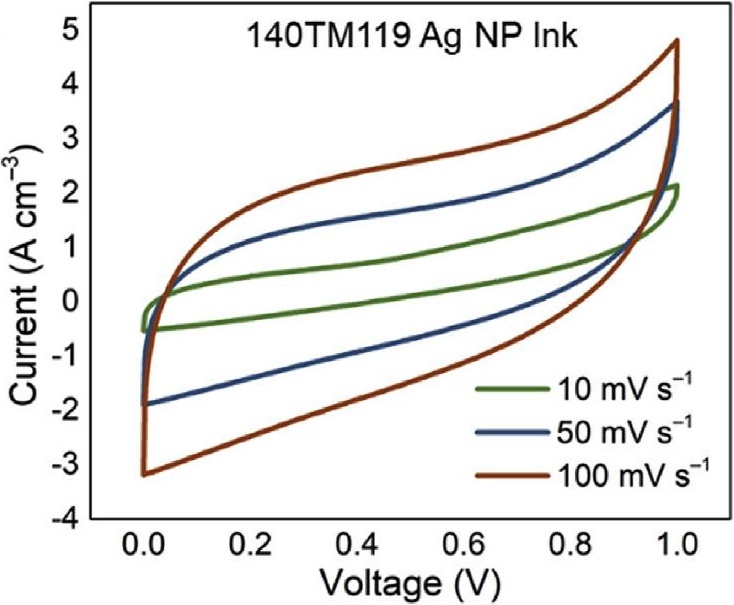 140TM119 Ag NP Ink
5
4
3
2
1
0
-1
-2
-3
-4
Current (A cm⁻³)
10 mV s⁻¹
50 mV s⁻¹
100 mV s⁻¹
0.0 0.2 0.4 0.6 0.8 1.0
Voltage (V)